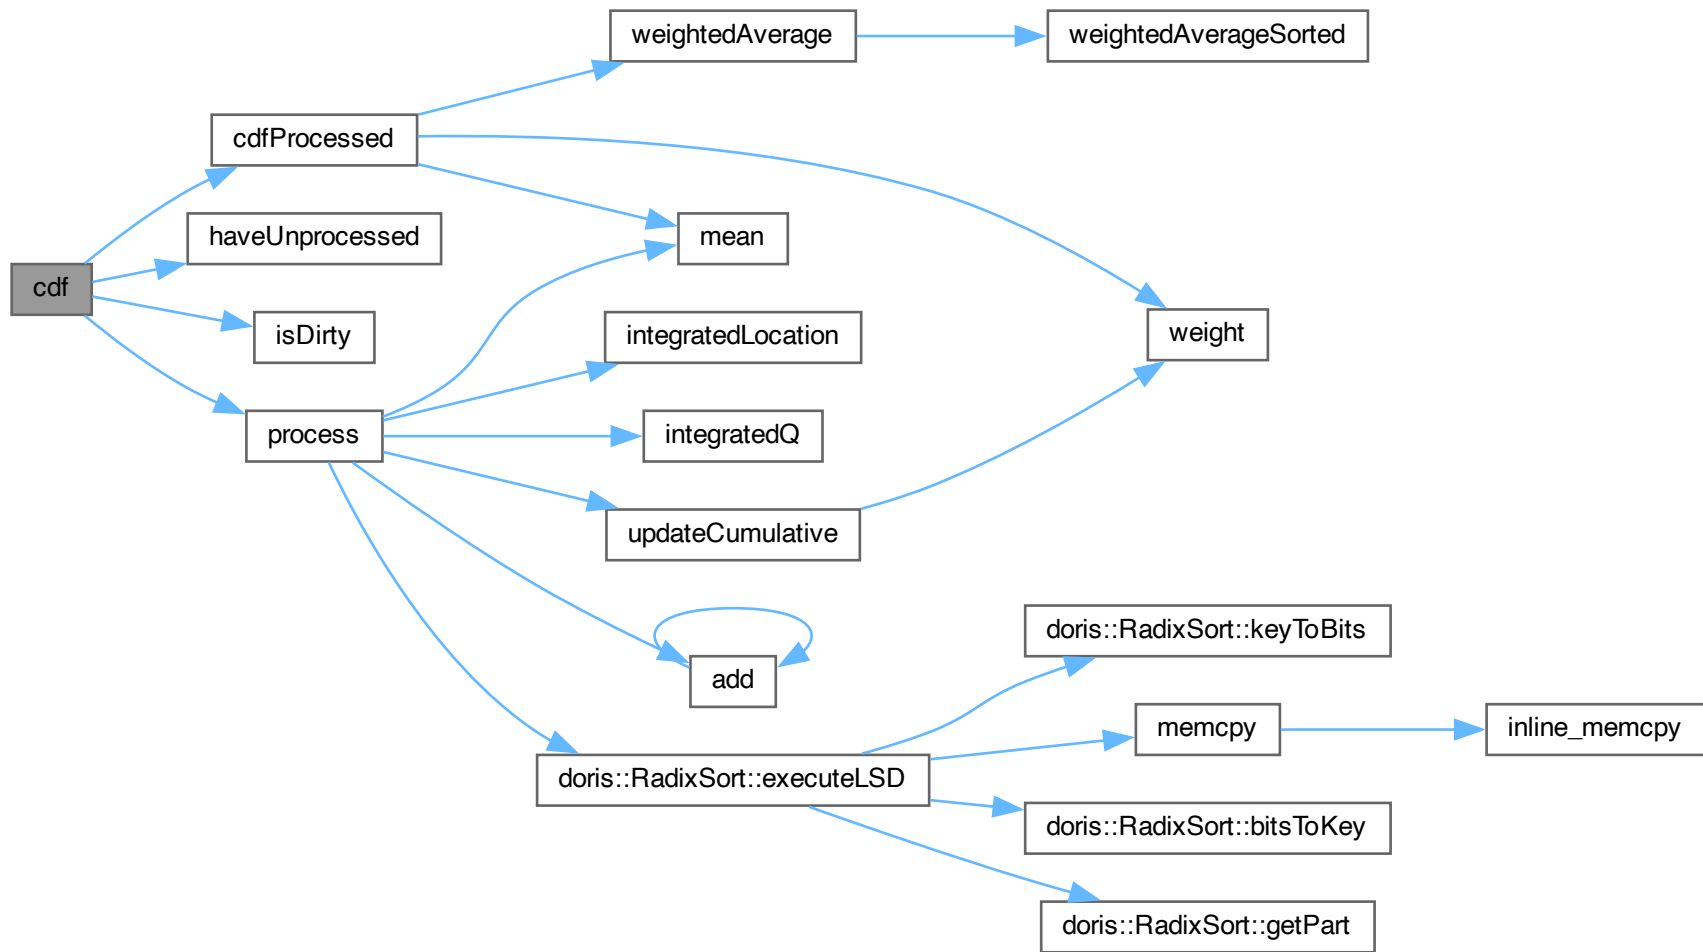 weightedAverage
weightedAverageSorted
cdfProcessed
haveUnprocessed
mean
cdf
isDirty
integratedLocation
weight
process
integratedQ
updateCumulative
doris::RadixSort::keyToBits
add
memcpy
inline_memcpy
doris::RadixSort::executeLSD
doris::RadixSort::bitsToKey
doris::RadixSort::getPart